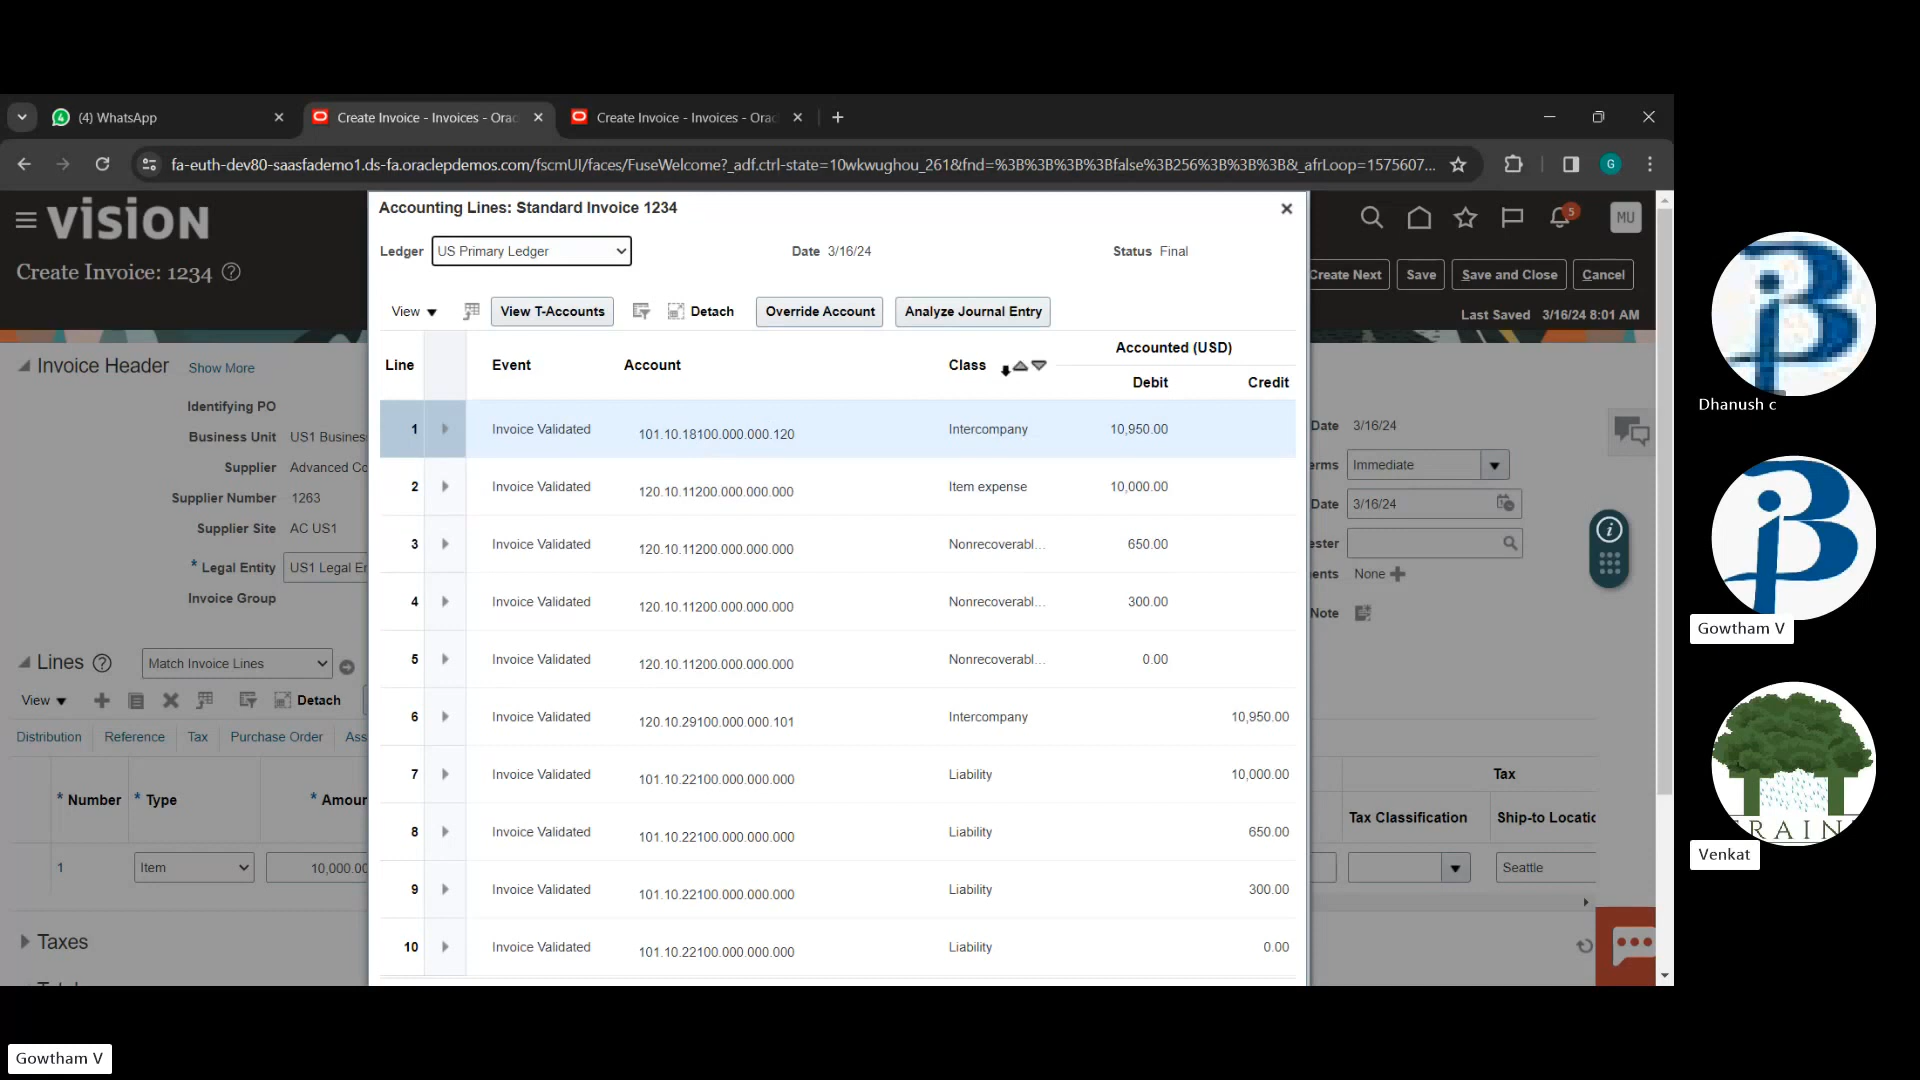 (4) WhatsApp
Create Invoice - Invoices - Orac
Create Invoice - Invoices - Orac
fa-euth-dev80-saasfademo1.ds-fa.oraclepdemos.com/fscmUI/faces/FuseWelcome?_adf.ctrl-state=10wkwughou_261&fnd=%3B%3B%3B%3Bfalse%3B256%3B%3B%3B&_afrLoop=1575607...
G
vision
Create Invoice: 1234
5
MU
Create Next
Save
Save and Close
Cancel
Last Saved 3/16/24 8:01 AM
Accounting Lines: Standard Invoice 1234
Ledger US Primary Ledger
Date 3/16/24
Status Final
View
View T-Accounts
Detach
Override Account
Analyze Journal Entry
Line Event Account Class Accounted (USD)
Debit Credit
1 Invoice Validated 101.10.18100.000.000.120 Intercompany 10,950.00
2 Invoice Validated 120.10.11200.000.000.000 Item expense 10,000.00
3 Invoice Validated 120.10.11200.000.000.000 Nonrecoverabl... 650.00
4 Invoice Validated 120.10.11200.000.000.000 Nonrecoverabl... 300.00
5 Invoice Validated 120.10.11200.000.000.000 Nonrecoverabl... 0.00
6 Invoice Validated 120.10.29100.000.000.101 Intercompany 10,950.00
7 Invoice Validated 101.10.22100.000.000.000 Liability 10,000.00
8 Invoice Validated 101.10.22100.000.000.000 Liability 650.00
9 Invoice Validated 101.10.22100.000.000.000 Liability 300.00
10 Invoice Validated 101.10.22100.000.000.000 Liability 0.00
Invoice Header Show More
Identifying PO
Business Unit US1 Busines
Supplier Advanced Co
Supplier Number 1263
Supplier Site AC US1
* Legal Entity US1 Legal En
Invoice Group
Date 3/16/24
erms Immediate
Date 3/16/24
ester
ents None
Note
Lines Match Invoice Lines
View Detach
Distribution Reference Tax Purchase Order Ass
* Number * Type * Amour
1 Item 10,000.00
Tax
Tax Classification Ship-to Locatio
Seattle
Taxes
Dhanush c
Gowtham V
RAIN
Venkat
Gowtham V